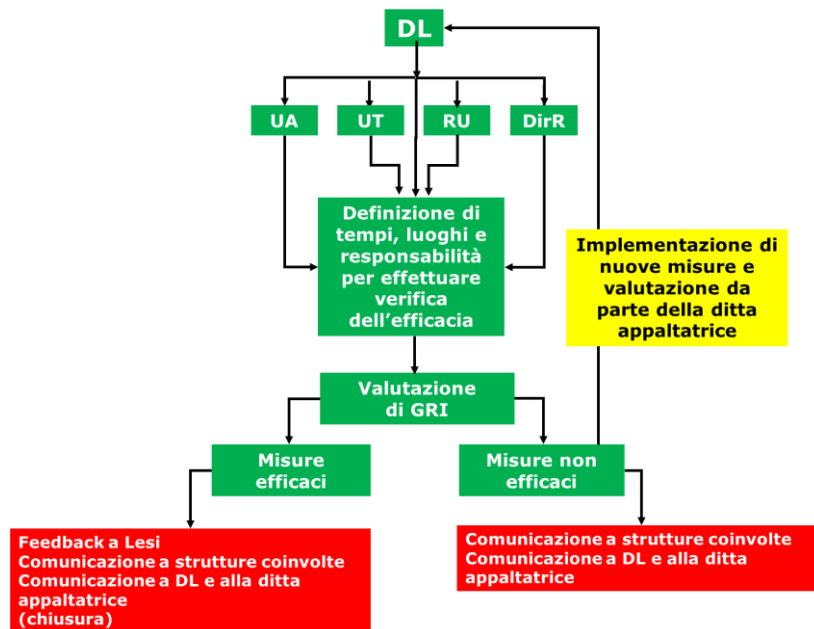 DL
UA
UT
RU
DirR
Definizione di
tempi, luoghi e
responsabilità
per effettuare
verifica
dell'efficacia
Implementazione di
nuove misure e
valutazione da
parte della ditta
appaltatrice
Valutazione
di GRI
Misure
efficaci
Misure non
efficaci
Feedback a Lesi
Comunicazione a strutture coinvolte
Comunicazione a DL e alla ditta
appaltatrice
(chiusura)
Comunicazione a strutture coinvolte
Comunicazione a DL e alla ditta
appaltatrice